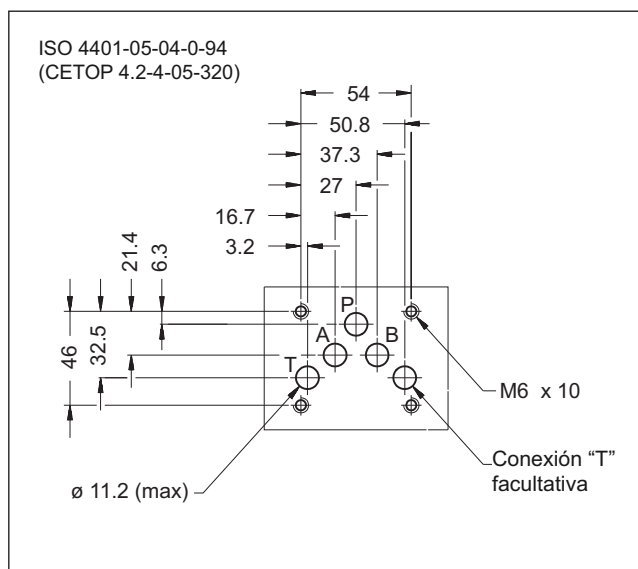 ISO 4401-05-04-0-94
(CETOP 4.2-4-05-320)
54
50.8
37.3
27
16.7
3.2
21.4
6.3
46
32.5
P
A
B
T
M6 x 10
ø 11.2 (max)
Conexión “T”
facultativa